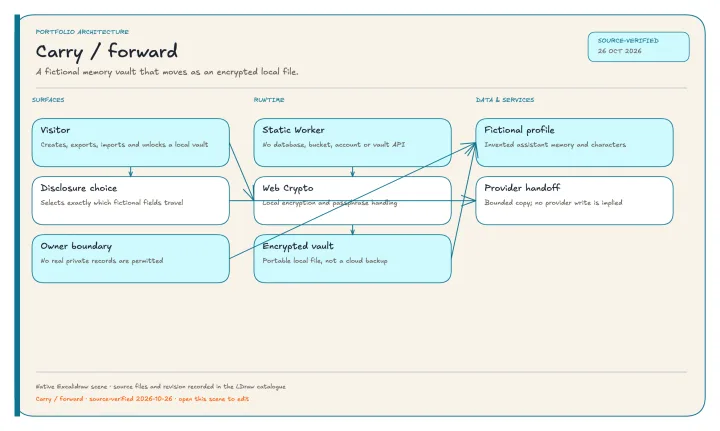 PORTFOLIO ARCHITECTURE
Carry / forward
A fictional memory vault that moves as an encrypted local file.
SOURCE-VERIFIED
26 OCT 2026
SURFACES
RUNTIME
DATA & SERVICES
Visitor
Creates, exports, imports and unlocks a local vault
Static Worker
No database, bucket, account or vault API
Fictional profile
Invented assistant memory and characters
Disclosure choice
Selects exactly which fictional fields travel
Web Crypto
Local encryption and passphrase handling
Provider handoff
Bounded copy; no provider write is implied
Owner boundary
No real private records are permitted
Encrypted vault
Portable local file, not a cloud backup
Native Excalidraw scene · source files and revision recorded in the LDraw catalogue
Carry / forward · source-verified 2026-10-26 · open this scene to edit